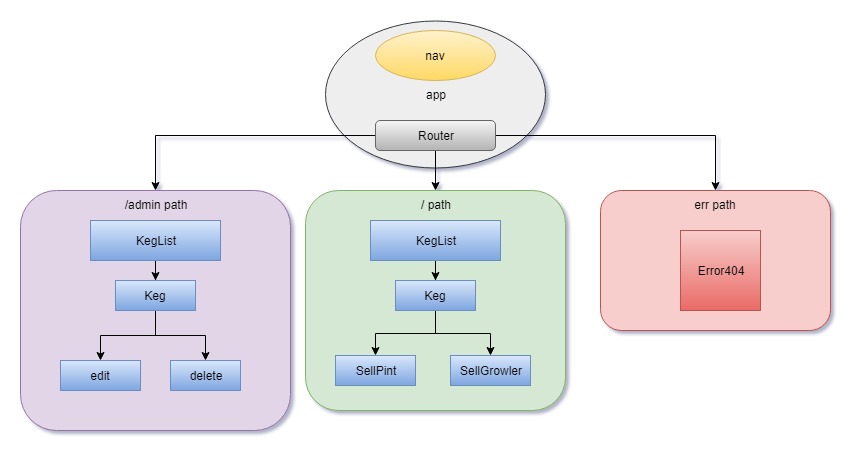 nav
app
Router
/admin path
KegList
Keg
edit
delete
/ path
KegList
Keg
SellPint
SellGrowler
err path
Error404